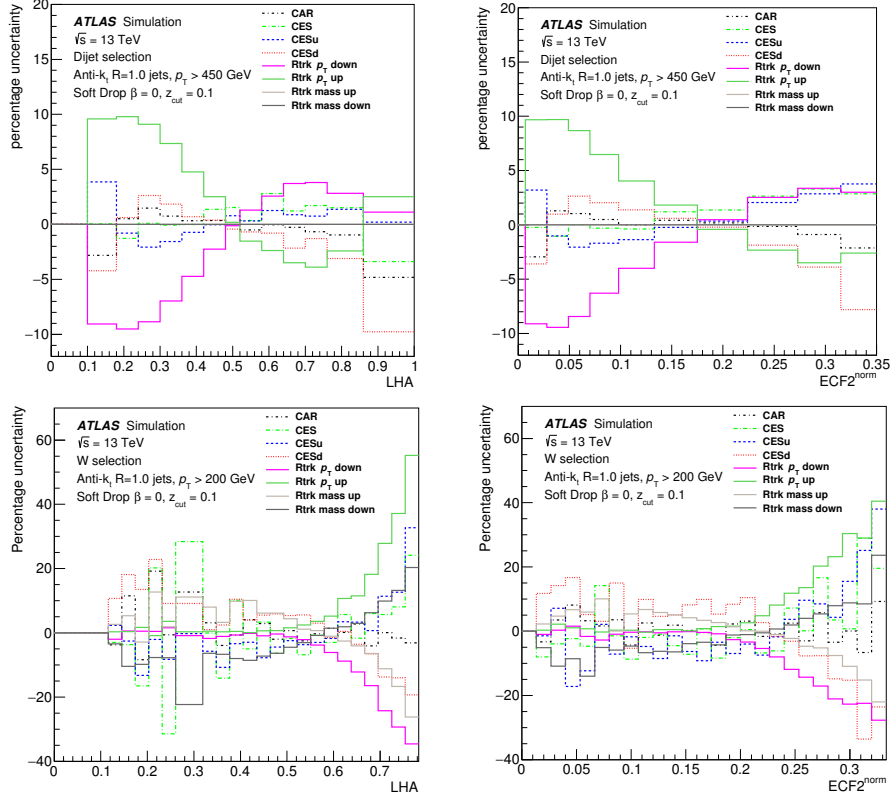 percentage uncertainty
20
15
10
5
0
−5
−10
ATLAS Simulation
√s = 13 TeV
Dijet selection
Anti-kt R=1.0 jets, pT > 450 GeV
Soft Drop β = 0, zcut = 0.1
CAR
CES
CESu
CESd
Rtrk pT down
Rtrk pT up
Rtrk mass up
Rtrk mass down
0 0.1 0.2 0.3 0.4 0.5 0.6 0.7 0.8 0.9 1
LHA
percentage uncertainty
20
15
10
5
0
−5
−10
ATLAS Simulation
√s = 13 TeV
Dijet selection
Anti-kt R=1.0 jets, pT > 450 GeV
Soft Drop β = 0, zcut = 0.1
CAR
CES
CESu
CESd
Rtrk pT down
Rtrk pT up
Rtrk mass up
Rtrk mass down
0 0.05 0.1 0.15 0.2 0.25 0.3 0.35
ECF2norm
Percentage uncertainty
60
40
20
0
−20
−40
ATLAS Simulation
√s = 13 TeV
W selection
Anti-kt R=1.0 jets, pT > 200 GeV
Soft Drop β = 0, zcut = 0.1
CAR
CES
CESu
CESd
Rtrk pT down
Rtrk pT up
Rtrk mass up
Rtrk mass down
0 0.1 0.2 0.3 0.4 0.5 0.6 0.7
LHA
Percentage uncertainty
60
40
20
0
−20
−40
ATLAS Simulation
√s = 13 TeV
W selection
Anti-kt R=1.0 jets, pT > 200 GeV
Soft Drop β = 0, zcut = 0.1
CAR
CES
CESu
CESd
Rtrk pT down
Rtrk pT up
Rtrk mass up
Rtrk mass down
0 0.05 0.1 0.15 0.2 0.25 0.3
ECF2norm